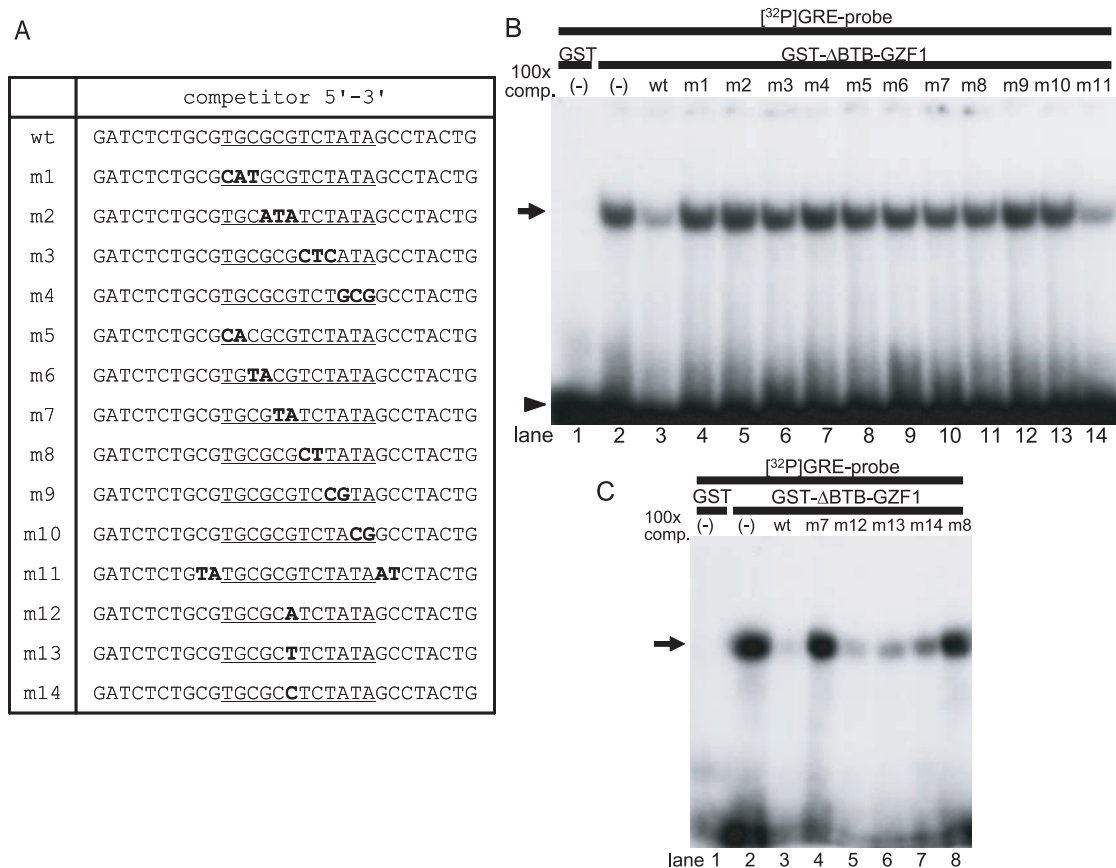 A
competitor 5'-3'
wt GATCTCTGCGTGCGCGTCTATAGCCTACTG
m1 GATCTCTGCGCATGCGTCTATAGCCTACTG
m2 GATCTCTGCGTGCATATCTATAGCCTACTG
m3 GATCTCTGCGTGCGCGCTCATAGCCTACTG
m4 GATCTCTGCGTGCGCGTCTGCGGCCTACTG
m5 GATCTCTGCGCACGCGTCTATAGCCTACTG
m6 GATCTCTGCGTGTACGTCTATAGCCTACTG
m7 GATCTCTGCGTGCGTATCTATAGCCTACTG
m8 GATCTCTGCGTGCGCGCTTATAGCCTACTG
m9 GATCTCTGCGTGCGCGTCCGTAGCCTACTG
m10 GATCTCTGCGTGCGCGTCTACGGCCTACTG
m11 GATCTCTGTATGCGCGTCTATAATCTACTG
m12 GATCTCTGCGTGCGCATCTATAGCCTACTG
m13 GATCTCTGCGTGCGCTTCTATAGCCTACTG
m14 GATCTCTGCGTGCGCCTCTATAGCCTACTG
B
[³²P]GRE-probe
GST GST-ΔBTB-GZF1
100x
comp. (-) (-) wt m1 m2 m3 m4 m5 m6 m7 m8 m9 m10 m11
lane 1 2 3 4 5 6 7 8 9 10 11 12 13 14
C
[³²P]GRE-probe
GST GST-ΔBTB-GZF1
100x
comp. (-) (-) wt m7 m12 m13 m14 m8
lane 1 2 3 4 5 6 7 8